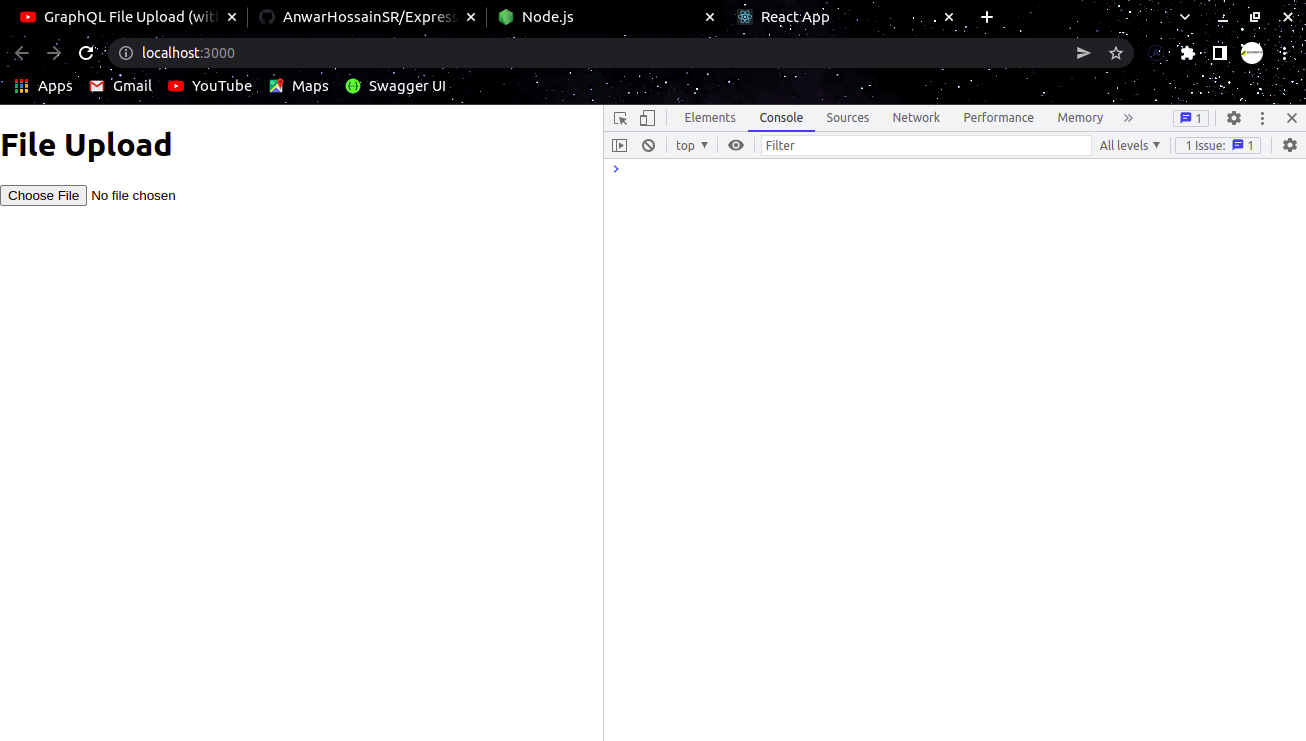 GraphQL File Upload (wit
AnwarHossainSR/Express
Node.js
React App
localhost:3000
Apps
Gmail
YouTube
Maps
Swagger UI
File Upload
Choose File No file chosen
Elements Console Sources Network Performance Memory » 1
top ▼ Filter All levels ▼ 1 Issue: 1